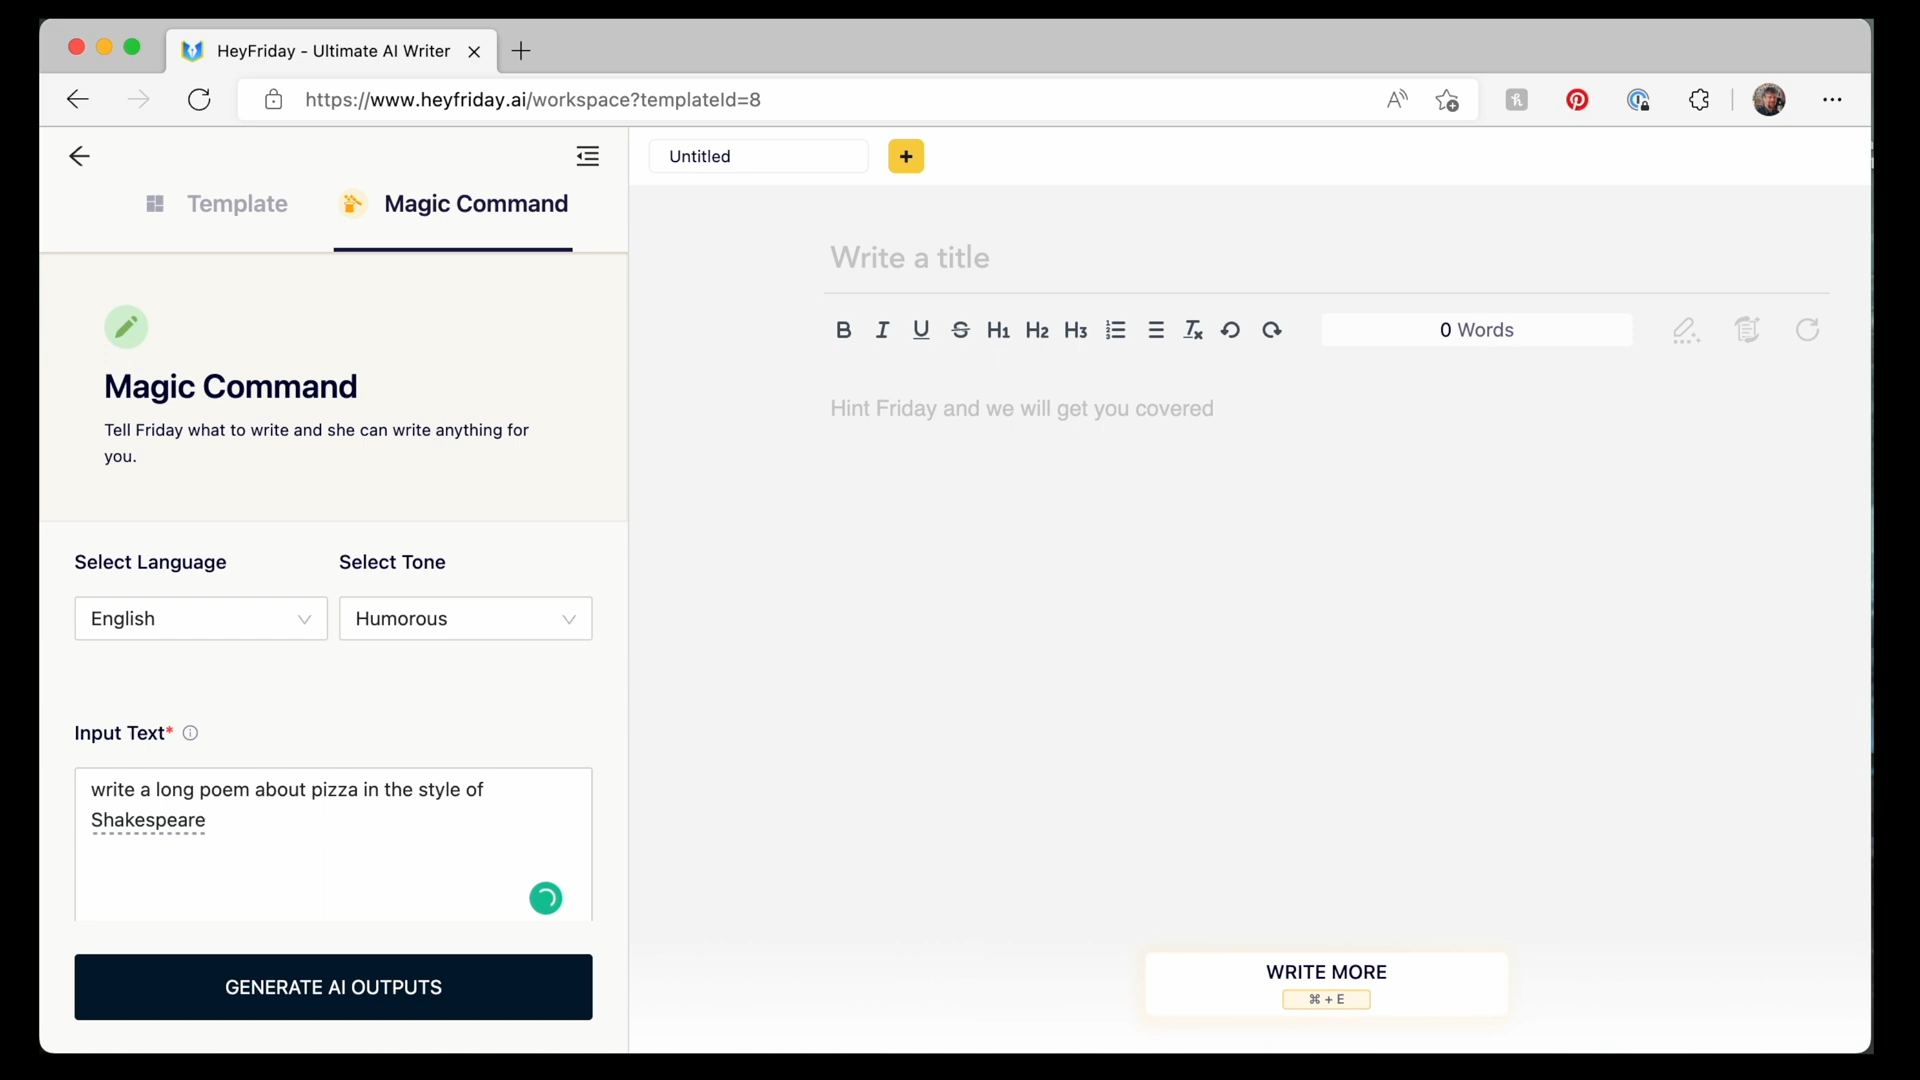 HeyFriday - Ultimate AI Writer
https://www.heyfriday.ai/workspace?templateId=8
Untitled
Template
Magic Command
Write a title
B I U S H1 H2 H3
0 Words
Hint Friday and we will get you covered
Magic Command
Tell Friday what to write and she can write anything for
you.
Select Language
Select Tone
English
Humorous
Input Text*
write a long poem about pizza in the style of
Shakespeare
GENERATE AI OUTPUTS
WRITE MORE
⌘ + E